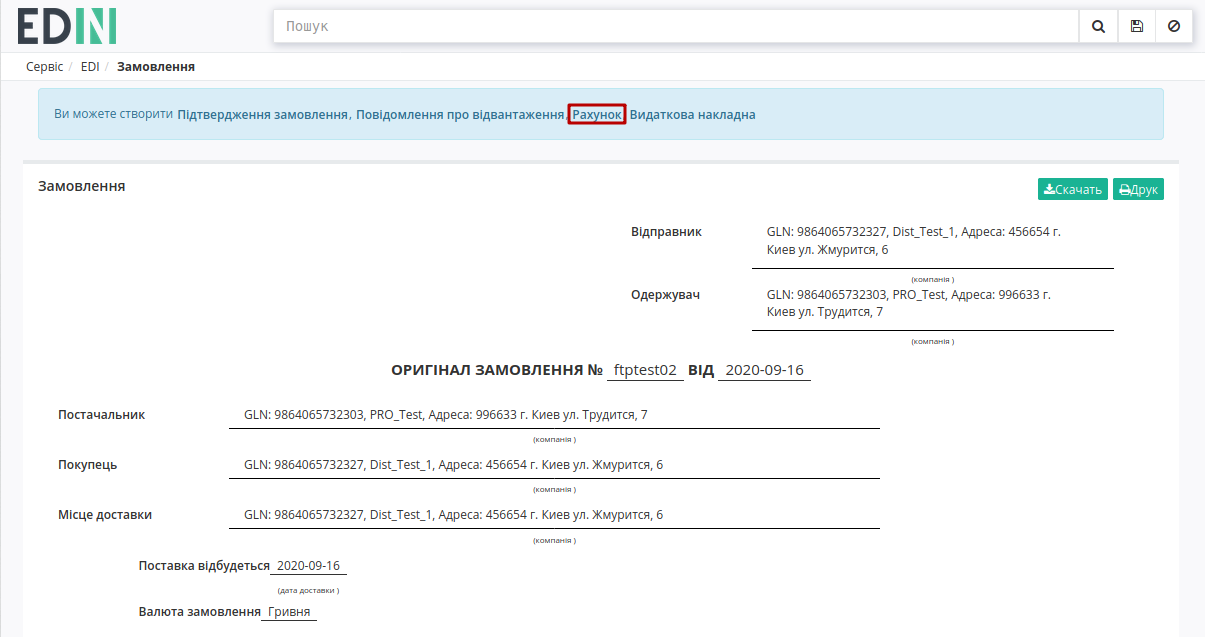 EDIN
Пошук
Сервіс / EDI / Замовлення
Ви можете створити Підтвердження замовлення, Повідомлення про відвантаження, Рахунок Видаткова накладна
Замовлення
Скачать Друк
Відправник GLN: 9864065732327, Dist_Test_1, Адреса: 456654 г.
Киев ул. Жмурится, 6
(компанія )
Одержувач GLN: 9864065732303, PRO_Test, Адреса: 996633 г.
Киев ул. Трудится, 7
(компанія )
ОРИГІНАЛ ЗАМОВЛЕННЯ № ftptest02 ВІД 2020-09-16
Постачальник GLN: 9864065732303, PRO_Test, Адреса: 996633 г. Киев ул. Трудится, 7
(компанія )
Покупець GLN: 9864065732327, Dist_Test_1, Адреса: 456654 г. Киев ул. Жмурится, 6
(компанія )
Місце доставки GLN: 9864065732327, Dist_Test_1, Адреса: 456654 г. Киев ул. Жмурится, 6
(компанія )
Поставка відбудеться 2020-09-16
(дата доставки )
Валюта замовлення Гривня